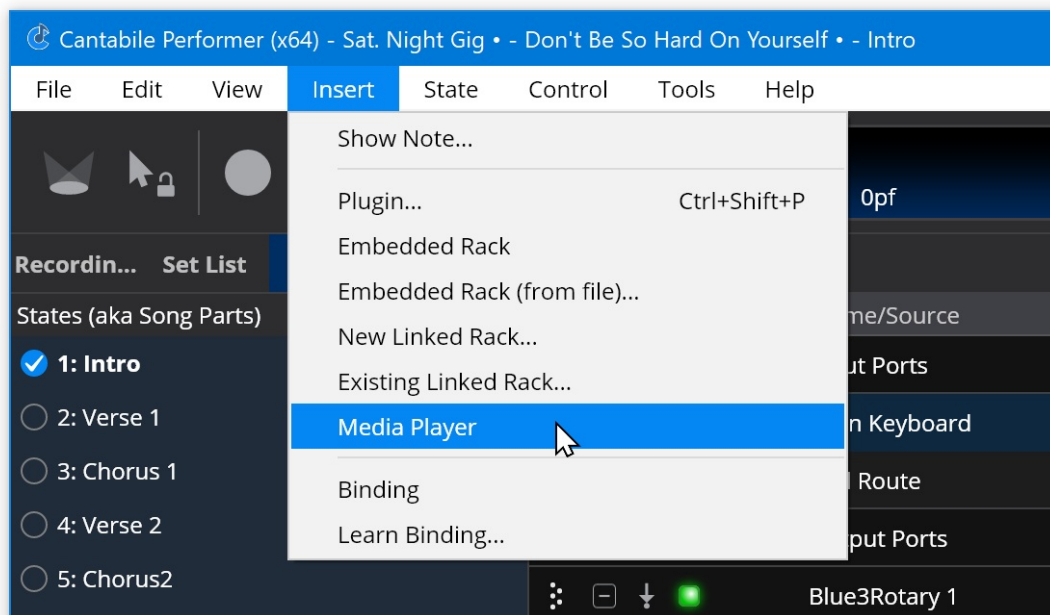 Cantabile Performer (x64) - Sat. Night Gig • - Don't Be So Hard On Yourself • - Intro
File Edit View Insert State Control Tools Help
Show Note...
Plugin... Ctrl+Shift+P
Embedded Rack
Embedded Rack (from file)...
New Linked Rack...
Existing Linked Rack...
Media Player
Binding
Learn Binding...
0pf
Recordin... Set List
States (aka Song Parts)
1: Intro
2: Verse 1
3: Chorus 1
4: Verse 2
5: Chorus2
me/Source
ut Ports
n Keyboard
Route
put Ports
Blue3Rotary 1